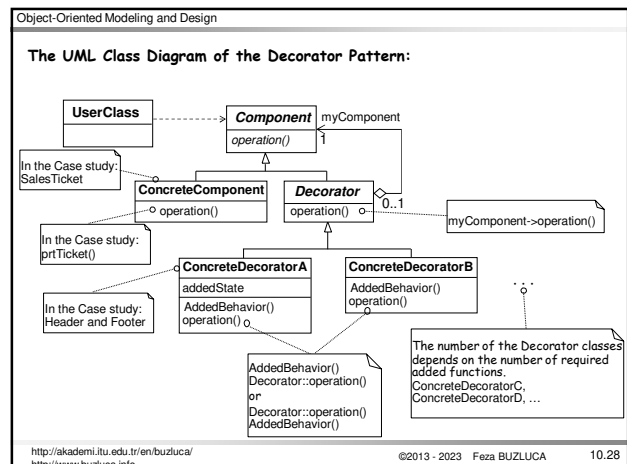 Object-Oriented Modeling and Design
The UML Class Diagram of the Decorator Pattern:
UserClass
Component
operation()
myComponent
1
In the Case study:
SalesTicket
ConcreteComponent
operation()
Decorator
operation()
0..1
myComponent->operation()
In the Case study:
prtTicket()
ConcreteDecoratorA
addedState
AddedBehavior()
operation()
ConcreteDecoratorB
AddedBehavior()
operation()
. . .
In the Case study:
Header and Footer
AddedBehavior()
Decorator::operation()
or
Decorator::operation()
AddedBehavior()
The number of the Decorator classes
depends on the number of required
added functions.
ConcreteDecoratorC,
ConcreteDecoratorD, …
http://akademi.itu.edu.tr/en/buzluca/
http://www.buzluca.info
©2013 - 2023 Feza BUZLUCA
10.28